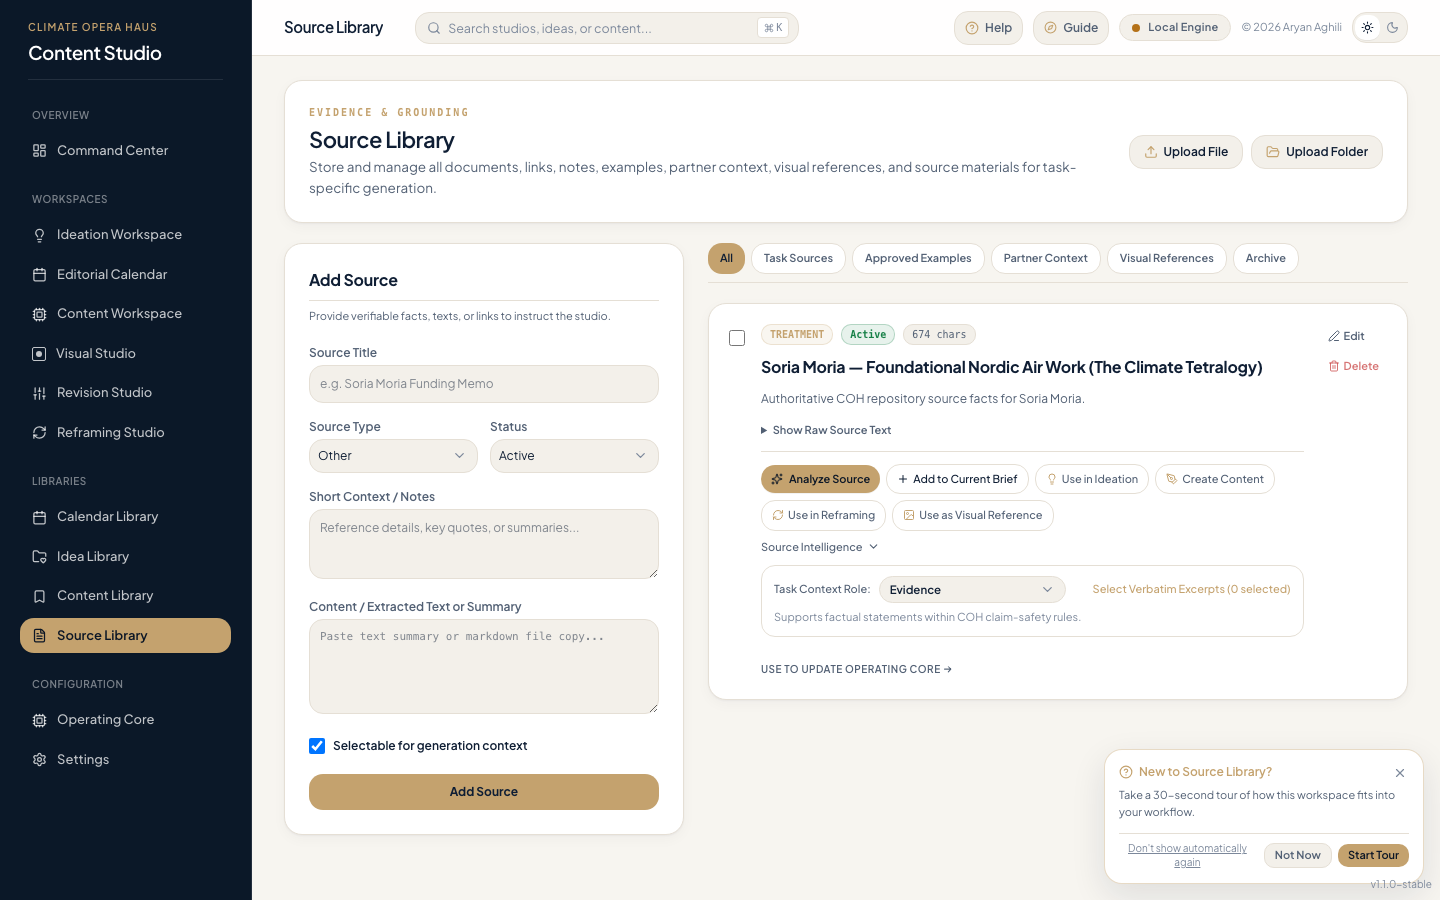 CLIMATE OPERA HAUS
Content Studio
OVERVIEW
Command Center
WORKSPACES
Ideation Workspace
Editorial Calendar
Content Workspace
Visual Studio
Revision Studio
Reframing Studio
LIBRARIES
Calendar Library
Idea Library
Content Library
Source Library
CONFIGURATION
Operating Core
Settings
Source Library
Search studios, ideas, or content...
⌘ K
Help
Guide
Local Engine
© 2026 Aryan Aghili
EVIDENCE & GROUNDING
Source Library
Store and manage all documents, links, notes, examples, partner context, visual references, and source materials for task-
specific generation.
Upload File
Upload Folder
Add Source
Provide verifiable facts, texts, or links to instruct the studio.
Source Title
e.g. Soria Moria Funding Memo
Source Type
Status
Other
Active
Short Context / Notes
Reference details, key quotes, or summaries...
Content / Extracted Text or Summary
Paste text summary or markdown file copy...
Selectable for generation context
Add Source
All
Task Sources
Approved Examples
Partner Context
Visual References
Archive
TREATMENT
Active
674 chars
Edit
Soria Moria — Foundational Nordic Air Work (The Climate Tetralogy)
Delete
Authoritative COH repository source facts for Soria Moria.
Show Raw Source Text
Analyze Source
Add to Current Brief
Use in Ideation
Create Content
Use in Reframing
Use as Visual Reference
Source Intelligence
Task Context Role:
Evidence
Select Verbatim Excerpts (0 selected)
Supports factual statements within COH claim-safety rules.
USE TO UPDATE OPERATING CORE →
New to Source Library?
Take a 30-second tour of how this workspace fits into
your workflow.
Don't show automatically
again
Not Now
Start Tour
v1.1.0-stable